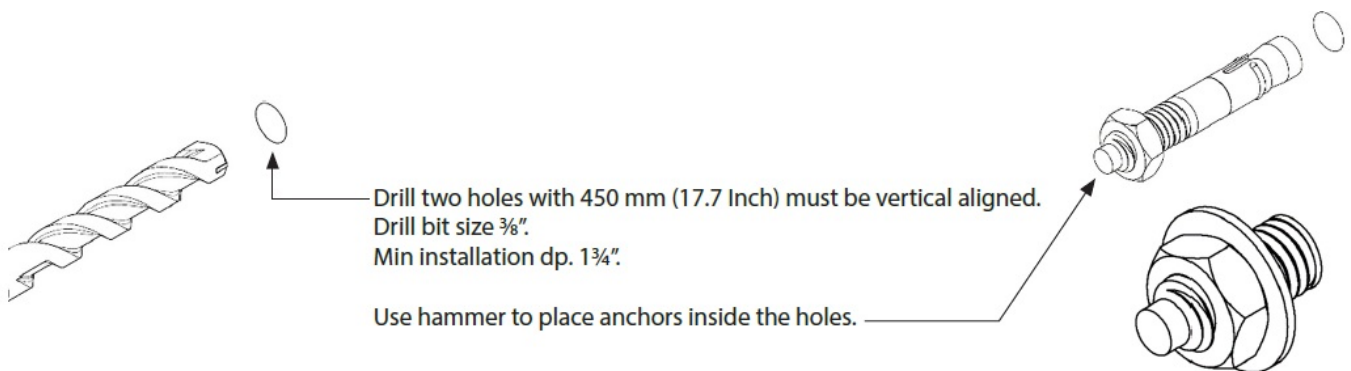 Drill two holes with 450 mm (17.7 Inch) must be vertical aligned.
Drill bit size ⅜”.
Min installation dp. 1¾”.
Use hammer to place anchors inside the holes.